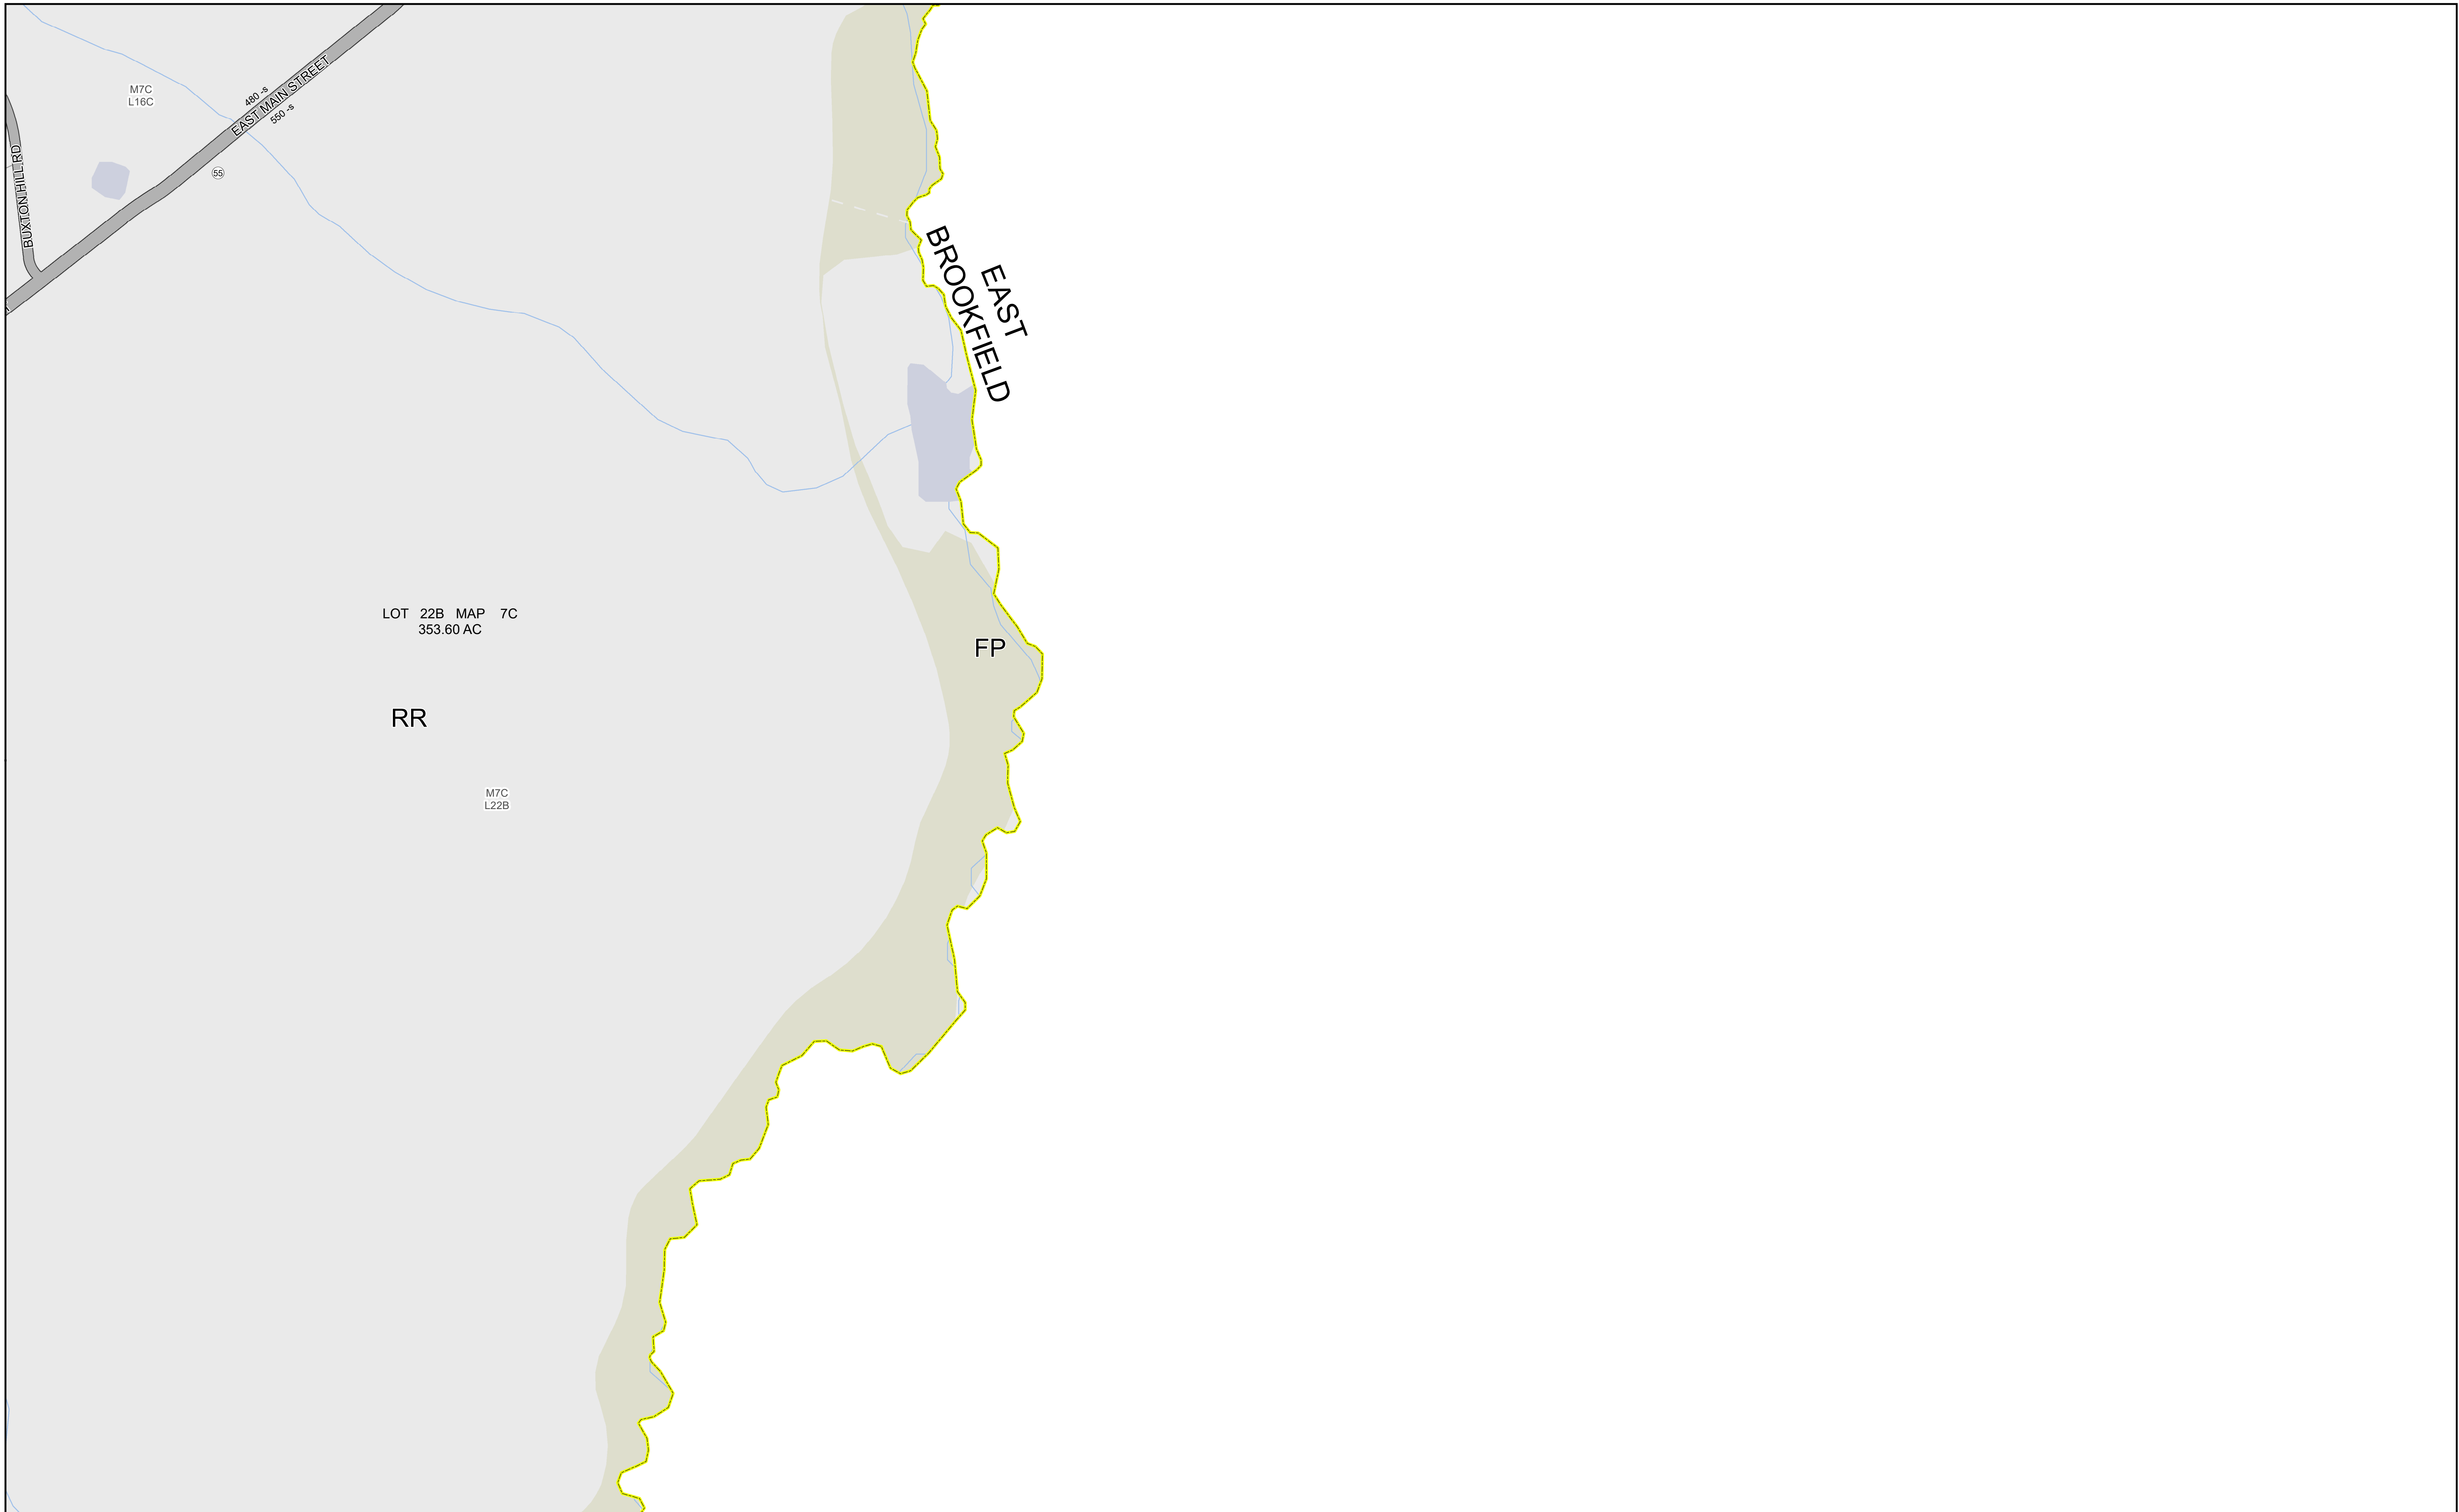 M7C
L16C
480 -s
EAST MAIN STREET
550 -s
55
BUXTON HILL RD
EAST
BROOKFIELD
LOT 22B MAP 7C
353.60 AC
FP
RR
M7C
L22B